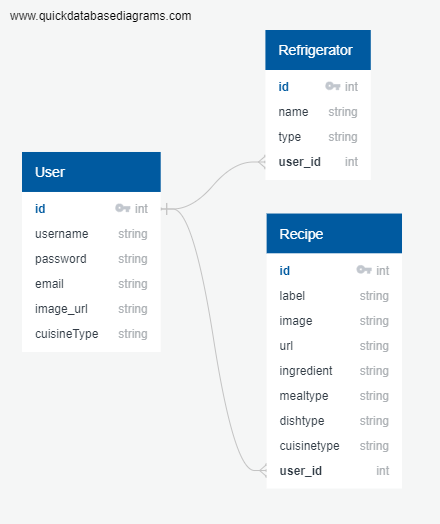 www.quickdatabasediagrams.com
Refrigerator
id int
name string
type string
user_id int
User
id int
username string
password string
email string
image_url string
cuisineType string
Recipe
id int
label string
image string
url string
ingredient string
mealtype string
dishtype string
cuisinetype string
user_id int